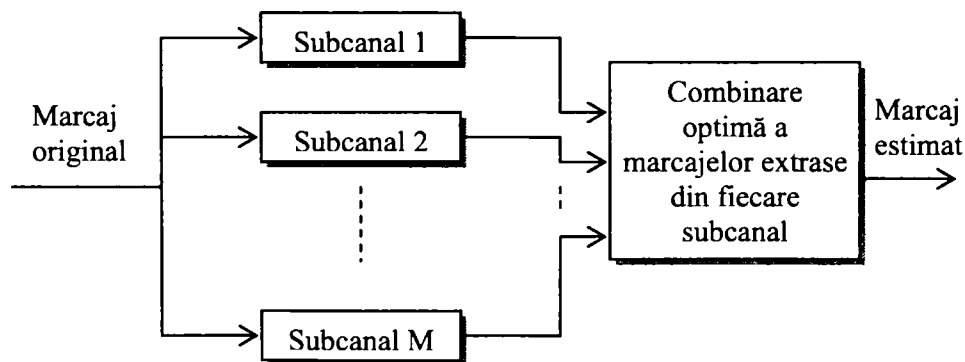 Subcanal 1
Marcaj
original
Subcanal 2
Combinare
optimă a
marcajelor extrase
din fiecare
subcanal
Marcaj
estimat
Subcanal M